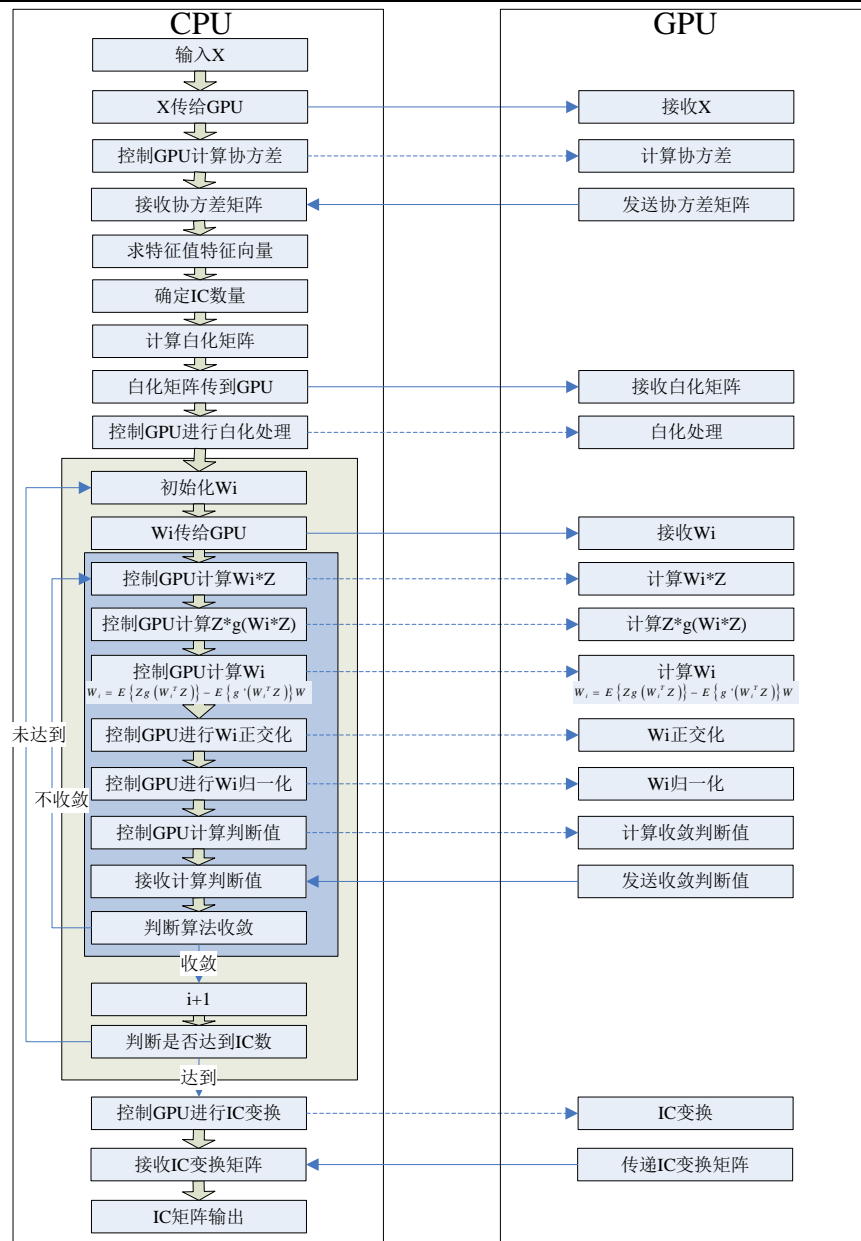 CPU
GPU
输入X
X传给GPU
接收X
控制GPU计算协方差
计算协方差
接收协方差矩阵
发送协方差矩阵
求特征值特征向量
确定IC数量
计算白化矩阵
白化矩阵传到GPU
接收白化矩阵
控制GPU进行白化处理
白化处理
初始化Wi
Wi传给GPU
接收Wi
控制GPU计算Wi*Z
计算Wi*Z
控制GPU计算Z*g(Wi*Z)
计算Z*g(Wi*Z)
控制GPU计算Wi
W_i = E{Zg(W_i^T Z)} − E{g '(W_i^T Z)}W
计算Wi
W_i = E{Zg(W_i^T Z)} − E{g '(W_i^T Z)}W
未达到
控制GPU进行Wi正交化
Wi正交化
控制GPU进行Wi归一化
Wi归一化
不收敛
控制GPU计算判断值
计算收敛判断值
接收计算判断值
发送收敛判断值
判断算法收敛
收敛
i+1
判断是否达到IC数
达到
控制GPU进行IC变换
IC变换
接收IC变换矩阵
传递IC变换矩阵
IC矩阵输出